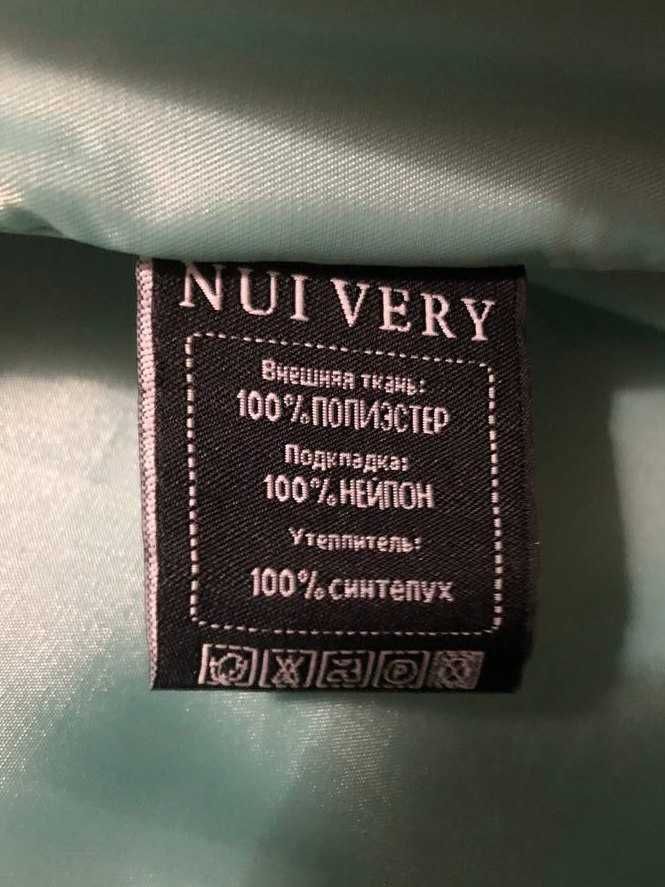 NUI VERY
Внешняя ткань:
100%ПОЛИЭСТЕР
Подкладка:
100%НЕЙЛОН
Утеплитель:
100%синтепух
P